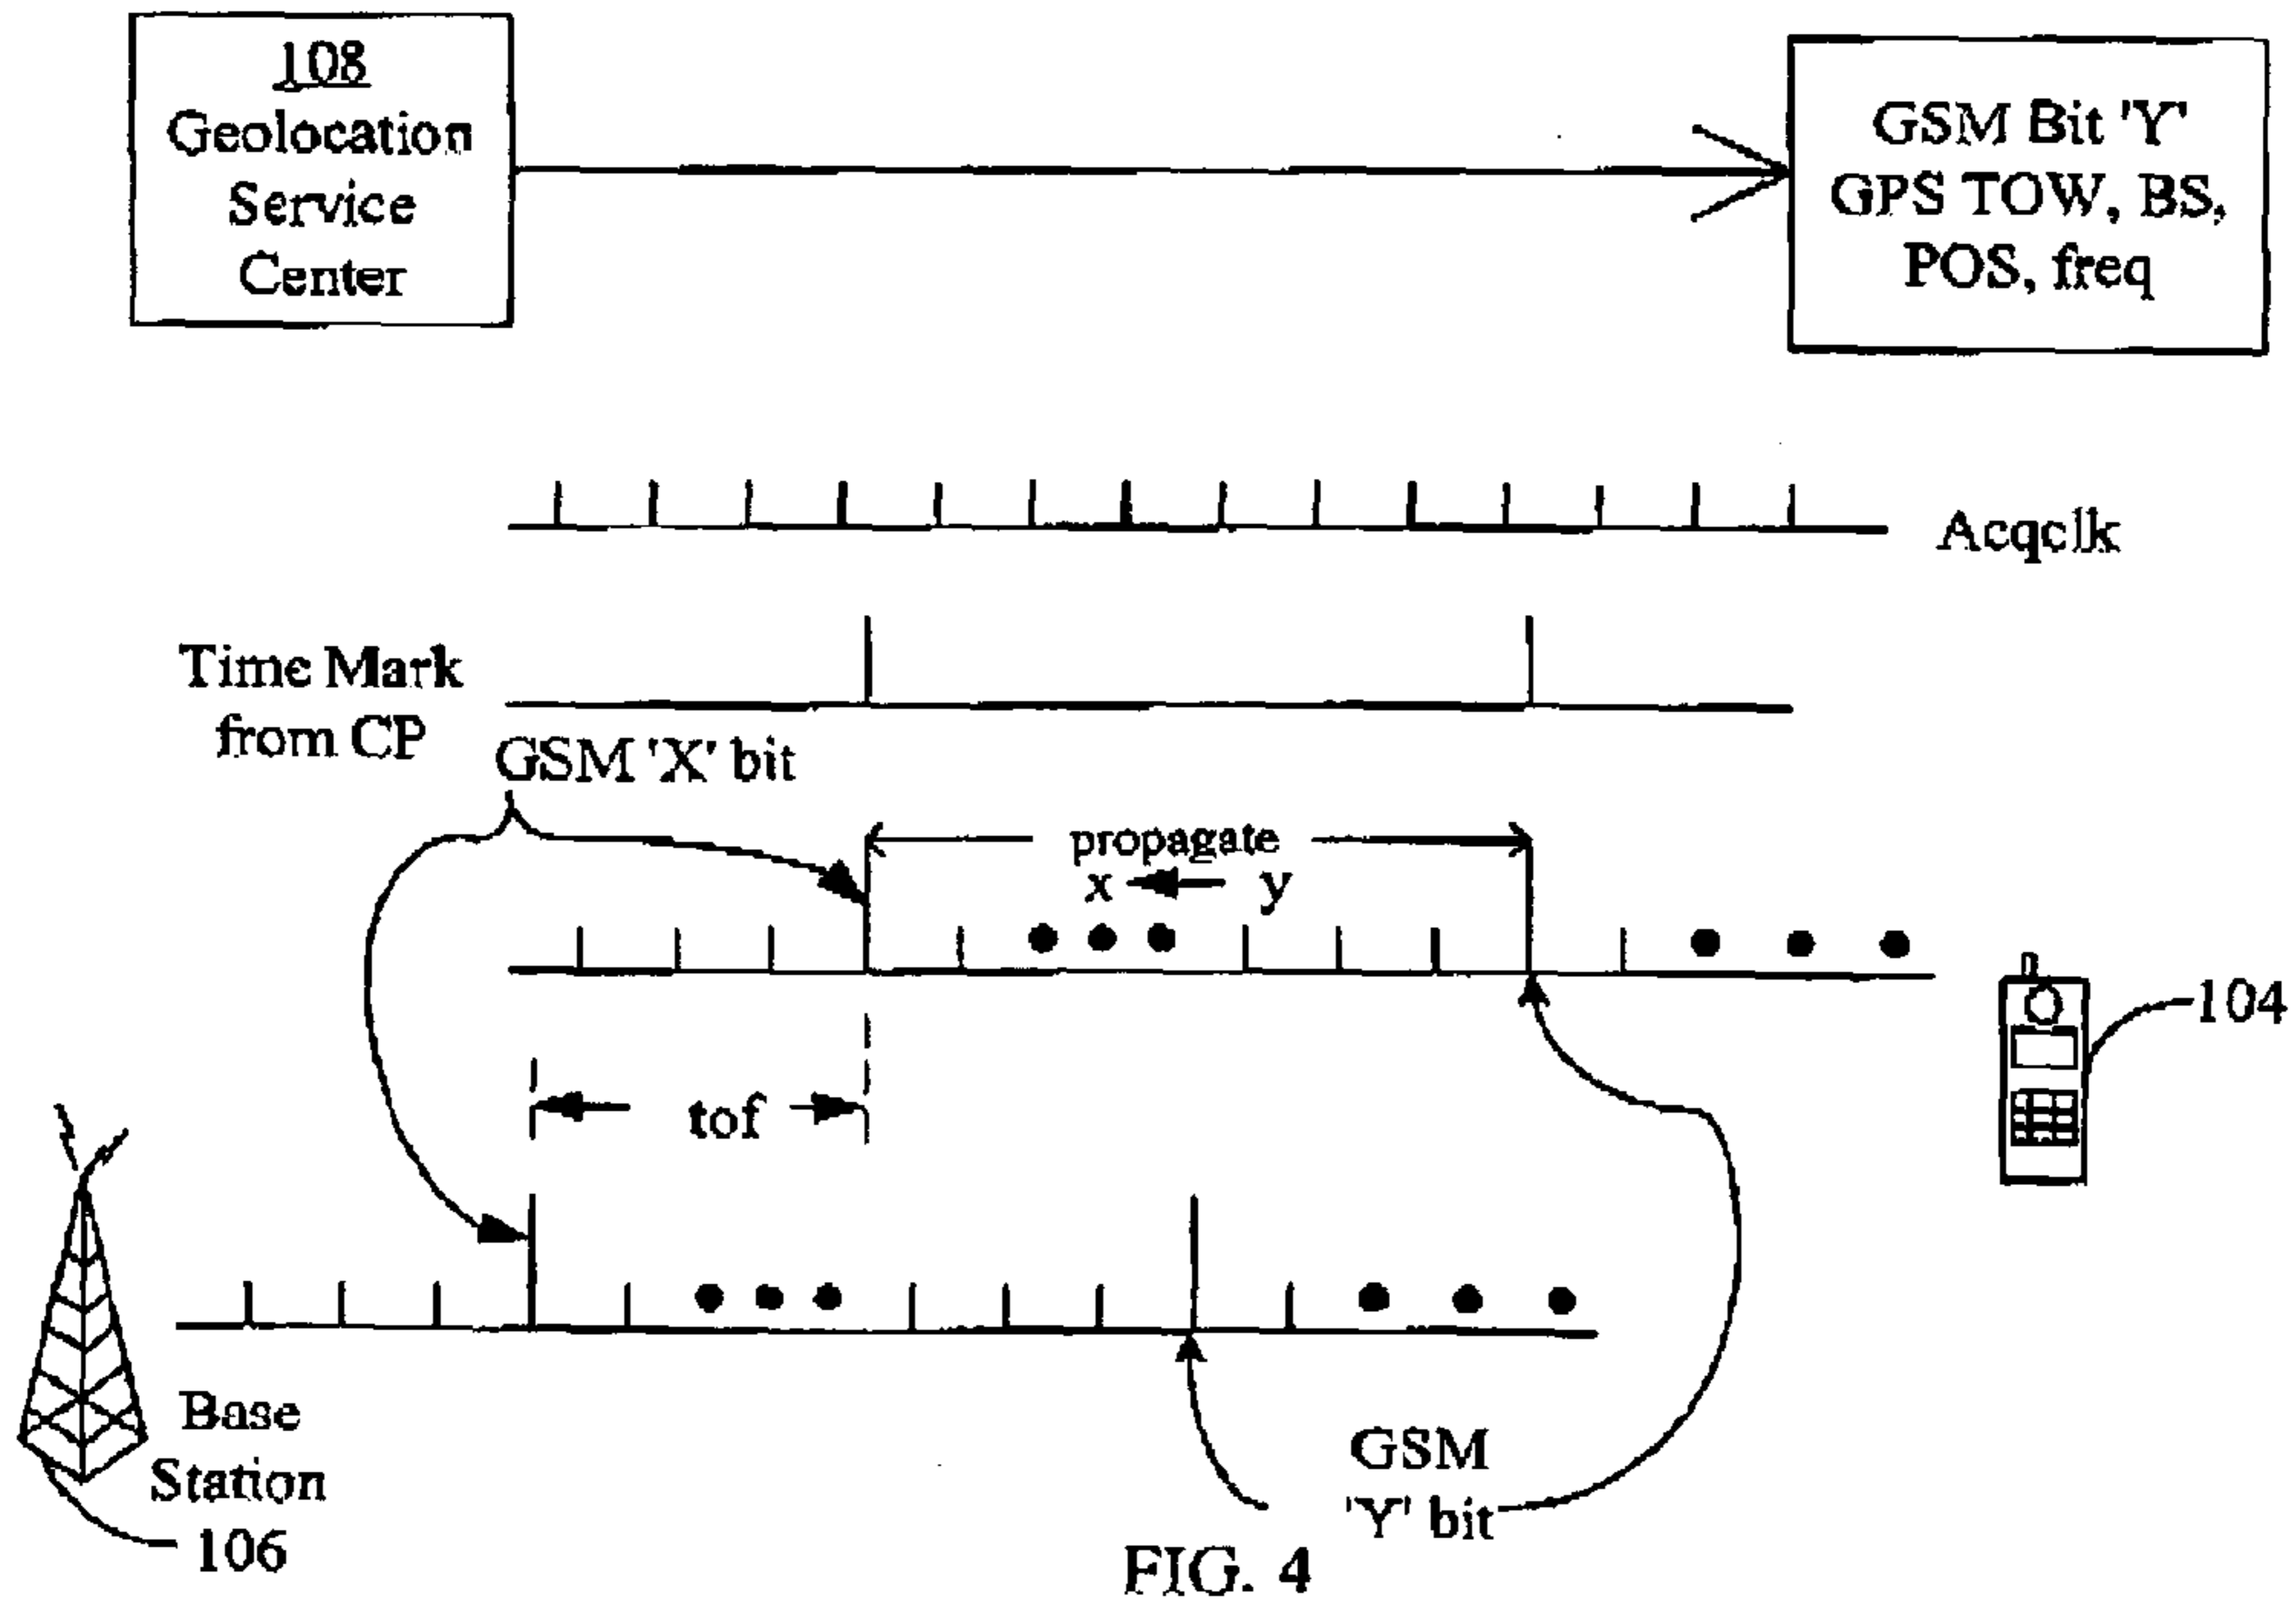 108
Geolocation
Service
Center
GSM Bit 'Y'
GPS TOW, BS,
POS, freq
Acqclk
Time Mark
from CP
GSM 'X' bit
propagate
x y
104
tof
Base
Station
106
GSM
'Y' bit
FIG. 4